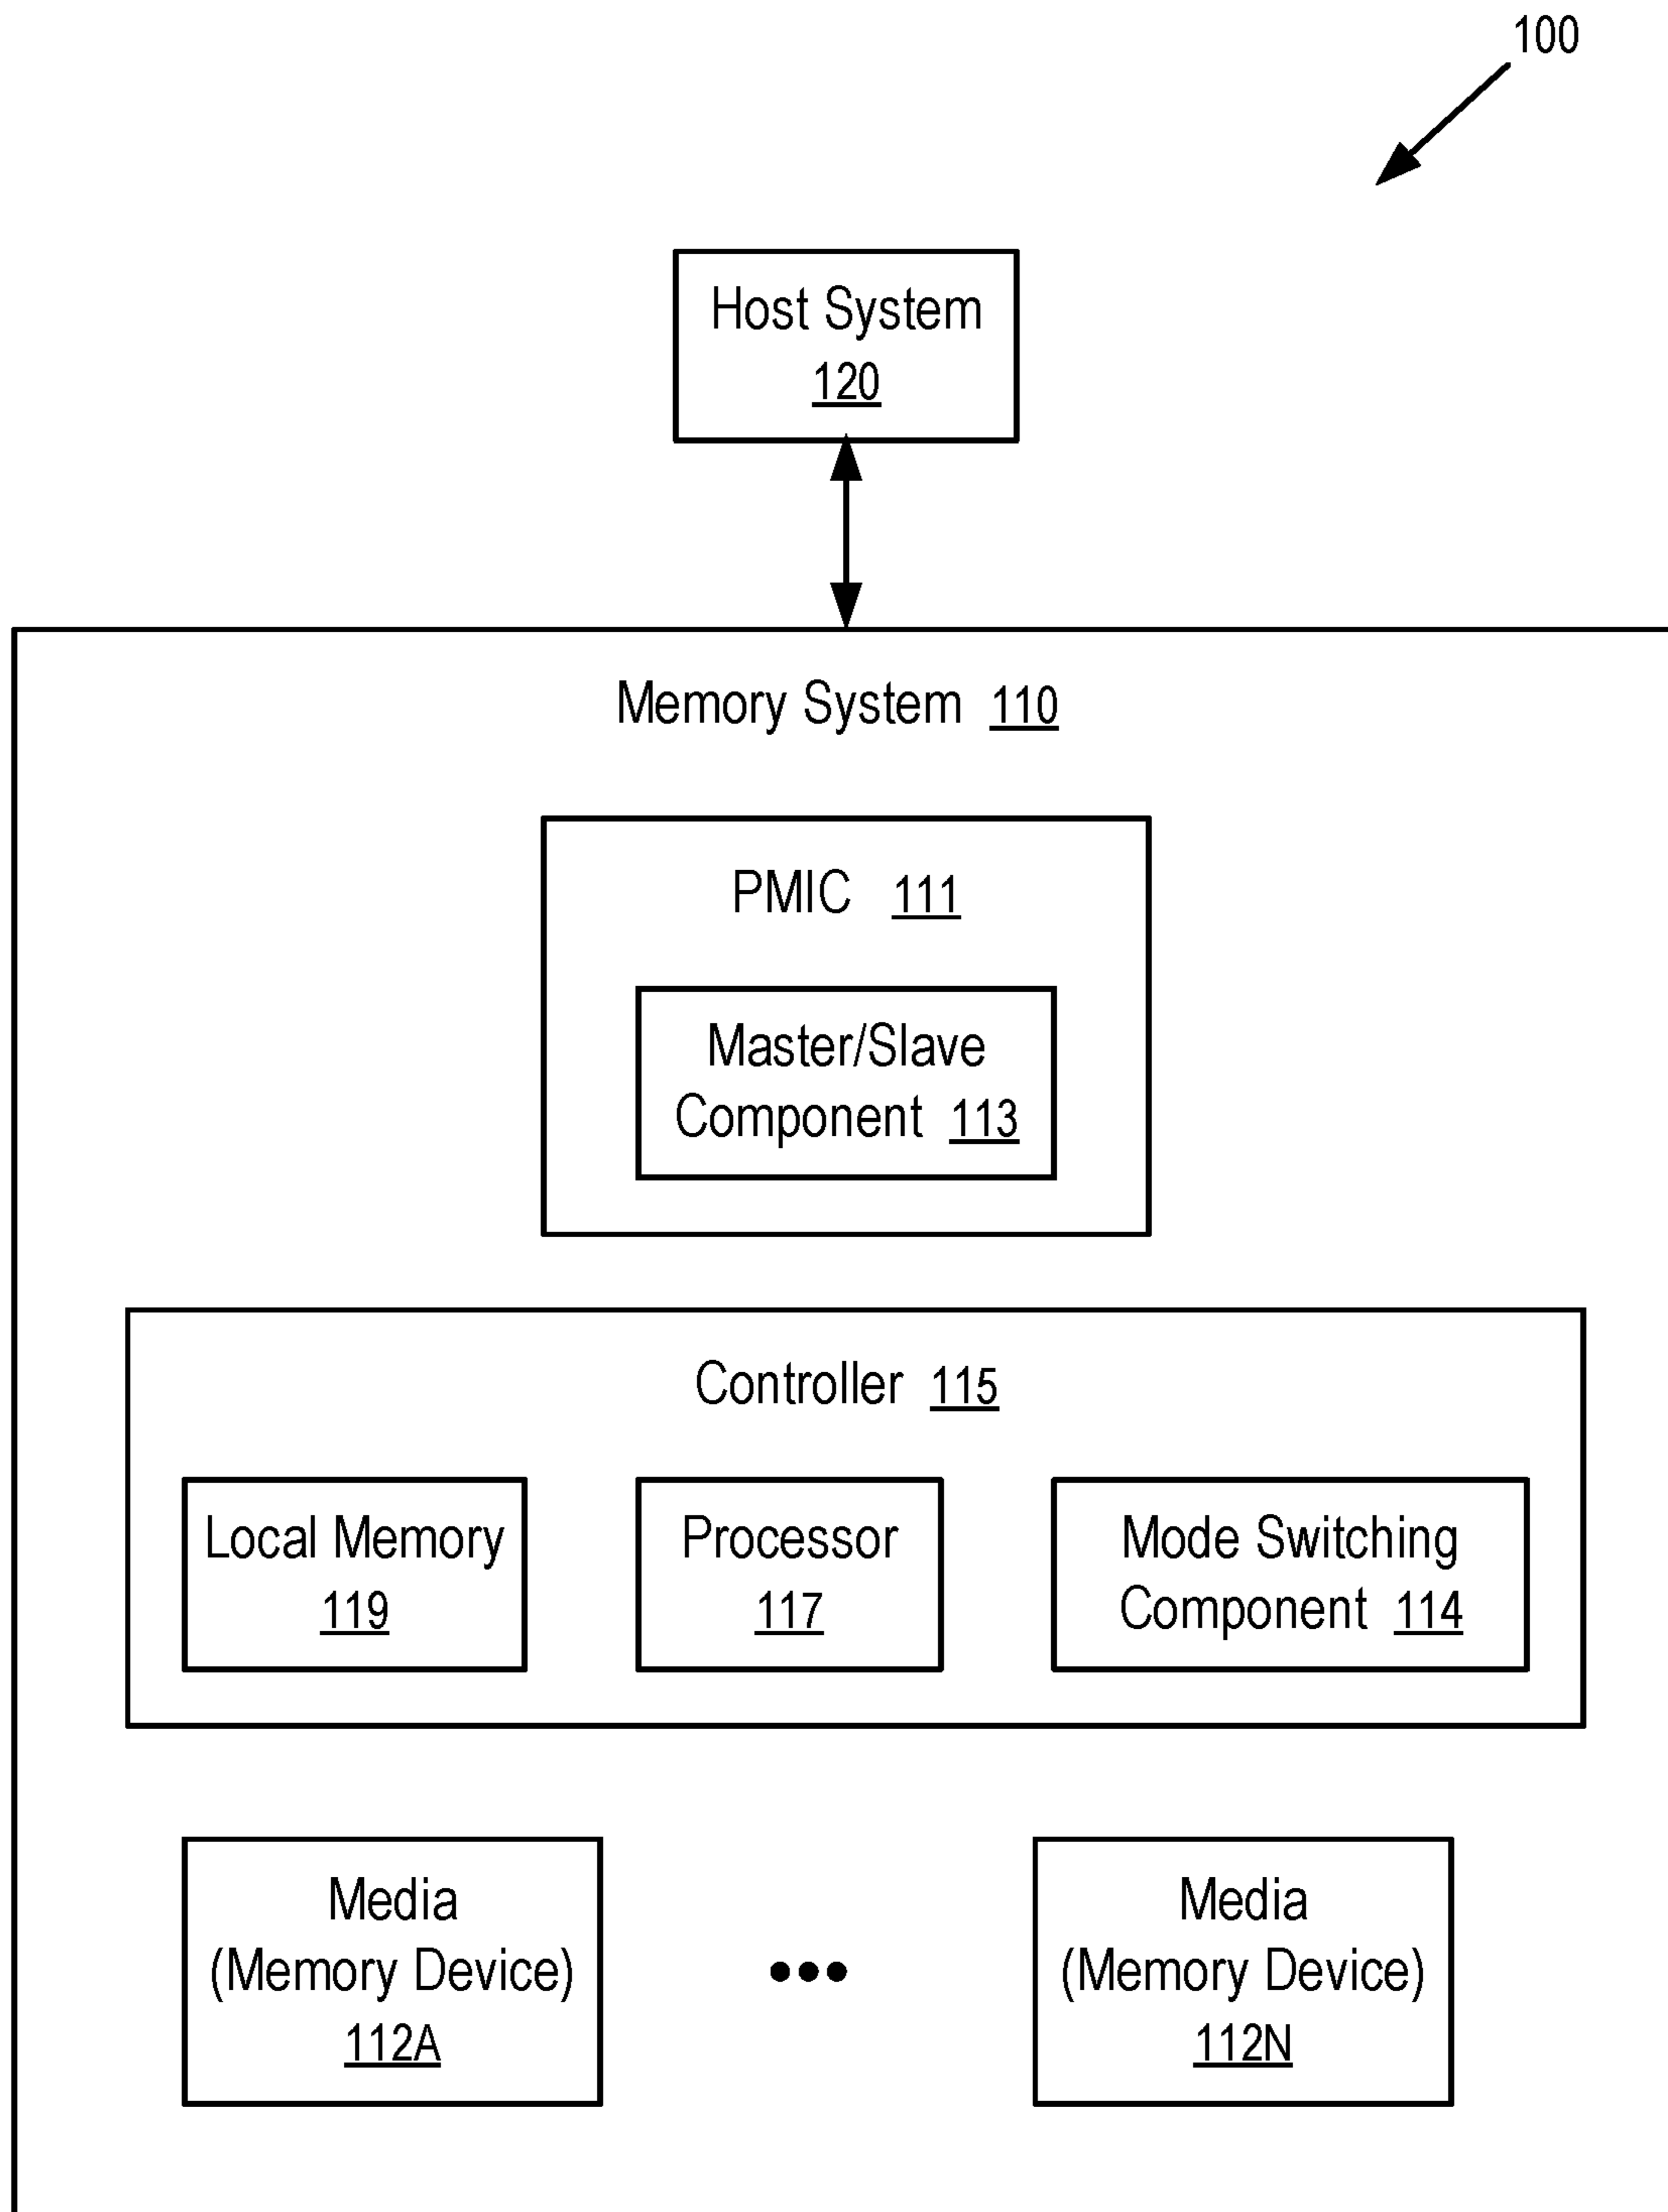 100
Host System
120
Memory System 110
PMIC 111
Master/Slave
Component 113
Controller 115
Local Memory
119
Processor
117
Mode Switching
Component 114
Media
(Memory Device)
112A
•••
Media
(Memory Device)
112N